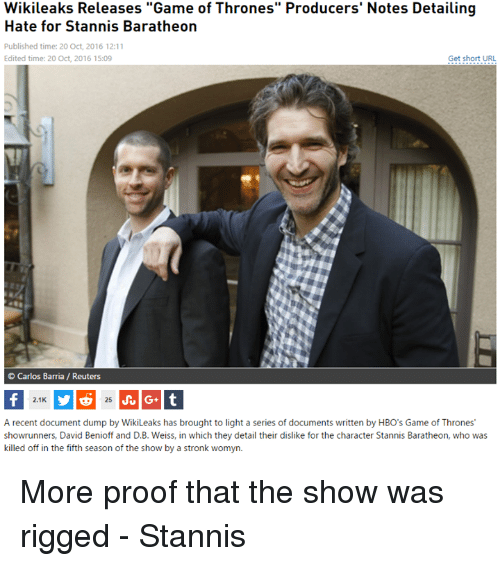 Wikileaks Releases "Game of Thrones" Producers' Notes Detailing
Hate for Stannis Baratheon
Published time: 20 Oct, 2016 12:11
Edited time: 20 Oct, 2016 15:09
Get short URL
© Carlos Barria / Reuters
f 2.1K 25 G+ t
A recent document dump by WikiLeaks has brought to light a series of documents written by HBO's Game of Thrones'
showrunners, David Benioff and D.B. Weiss, in which they detail their dislike for the character Stannis Baratheon, who was
killed off in the fifth season of the show by a stronk womyn.
More proof that the show was
rigged - Stannis